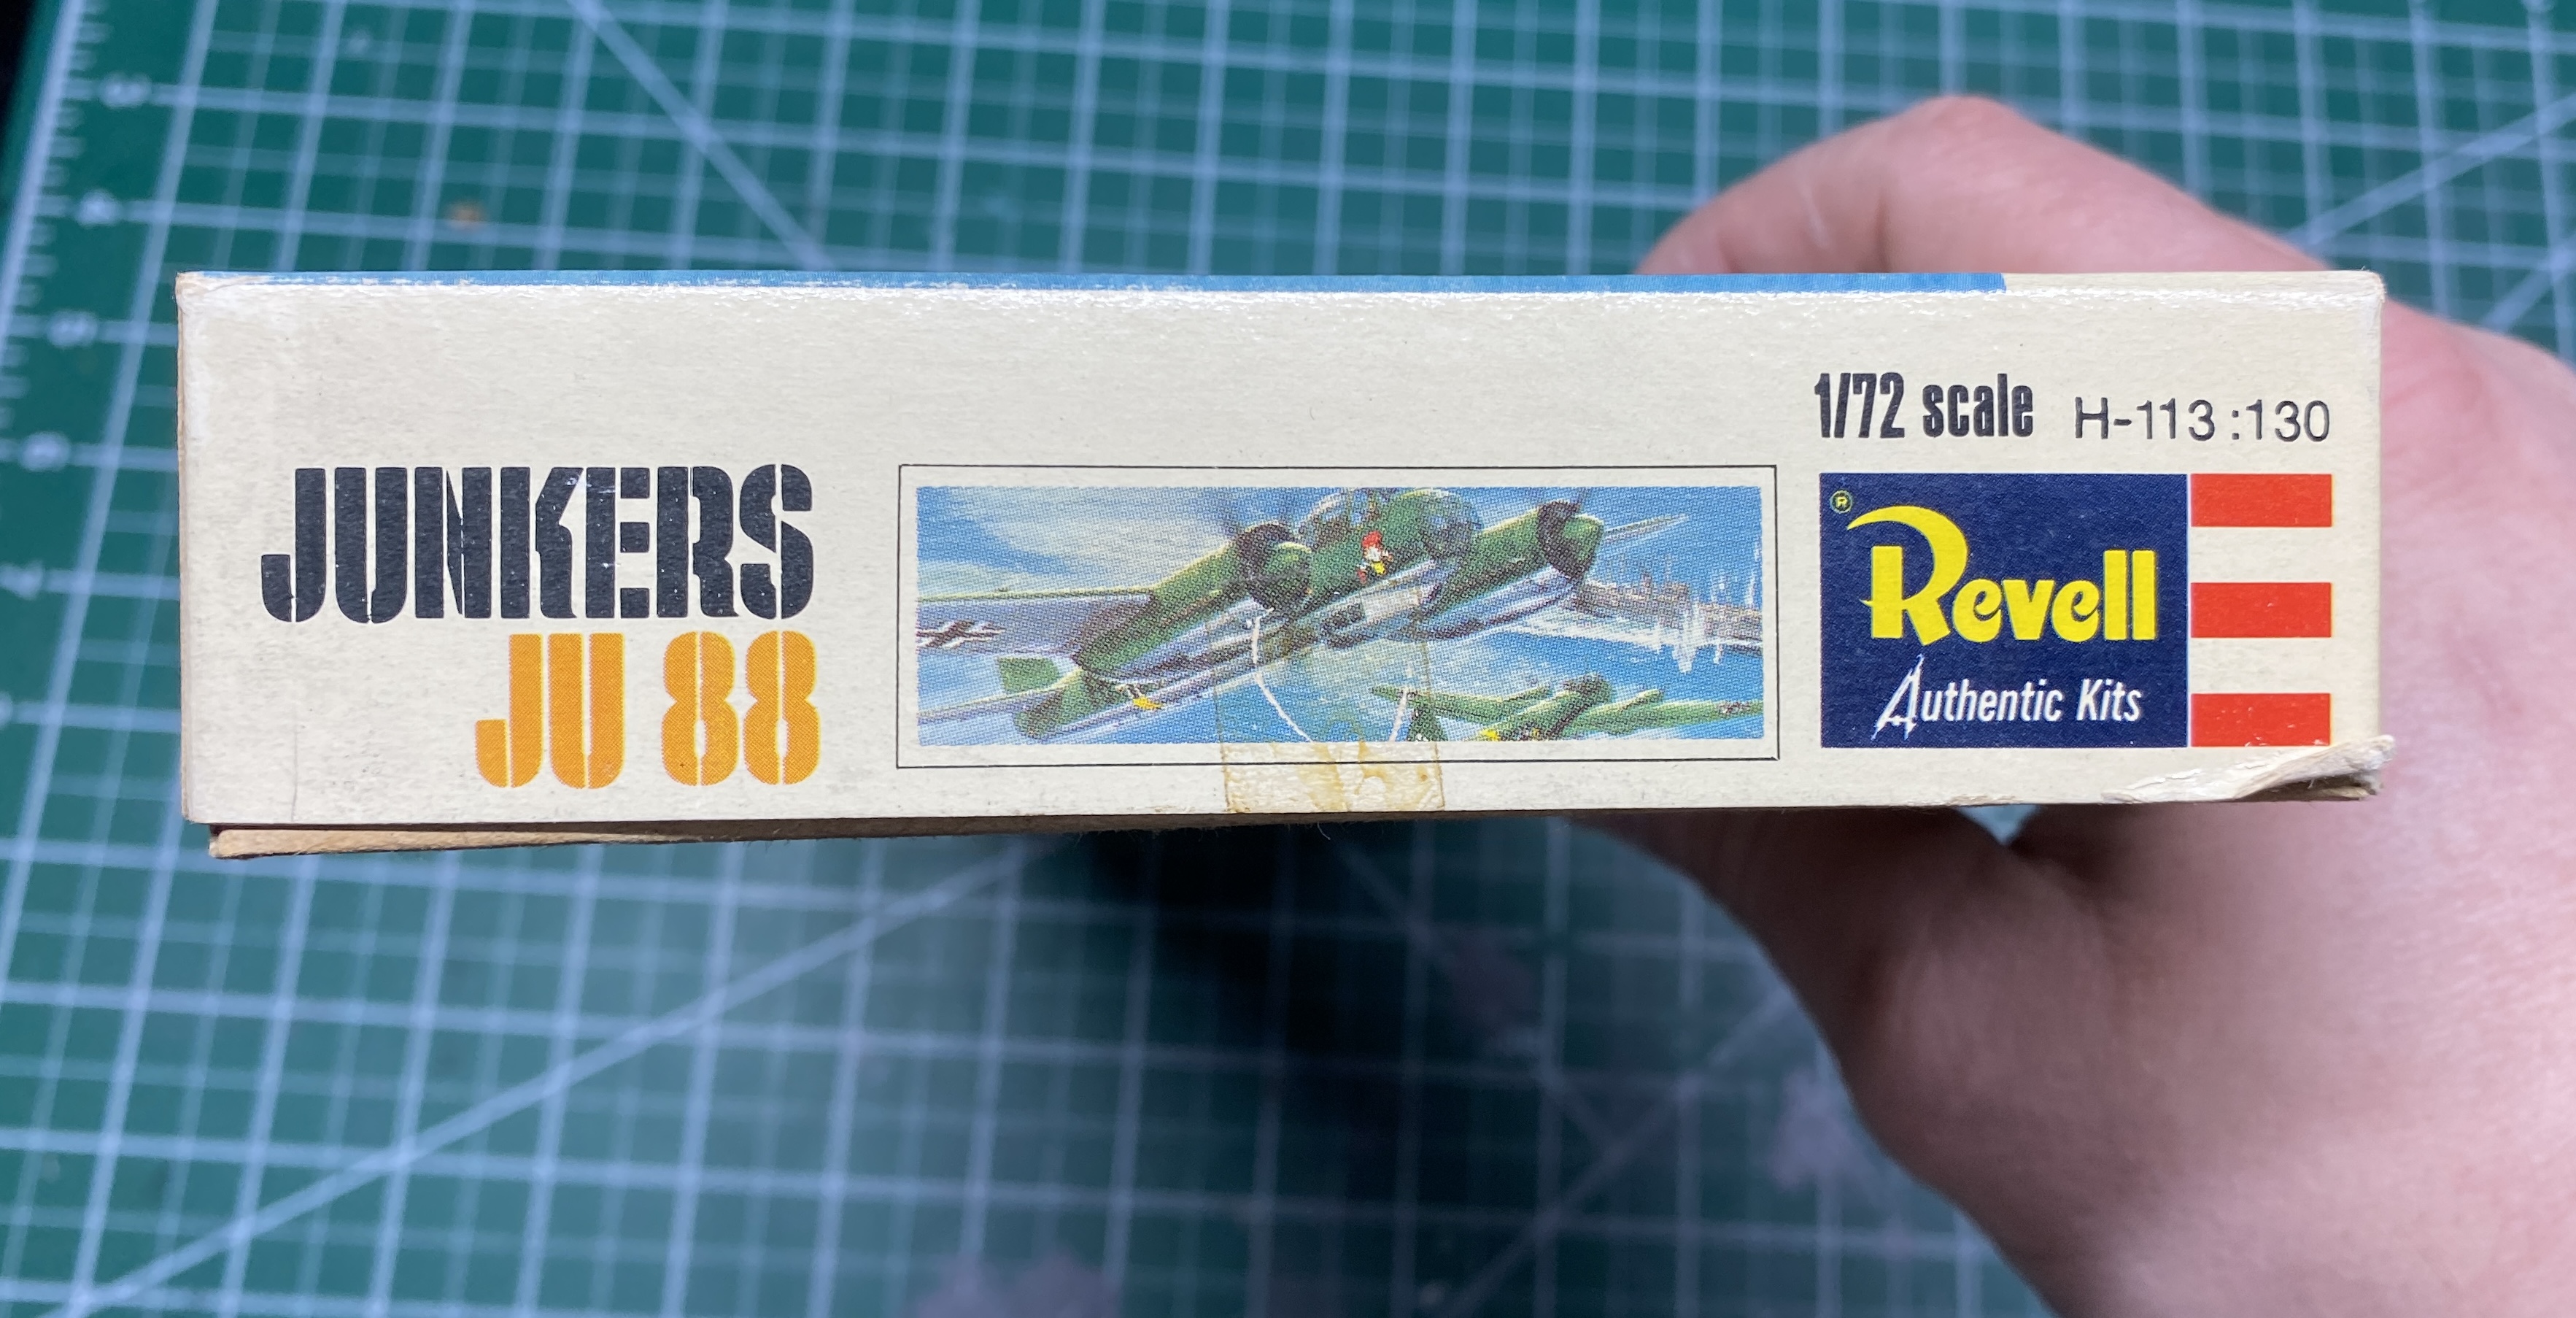 JUNKERS
JU 88
1/72 scale H-113:130
®
Revell
Authentic Kits